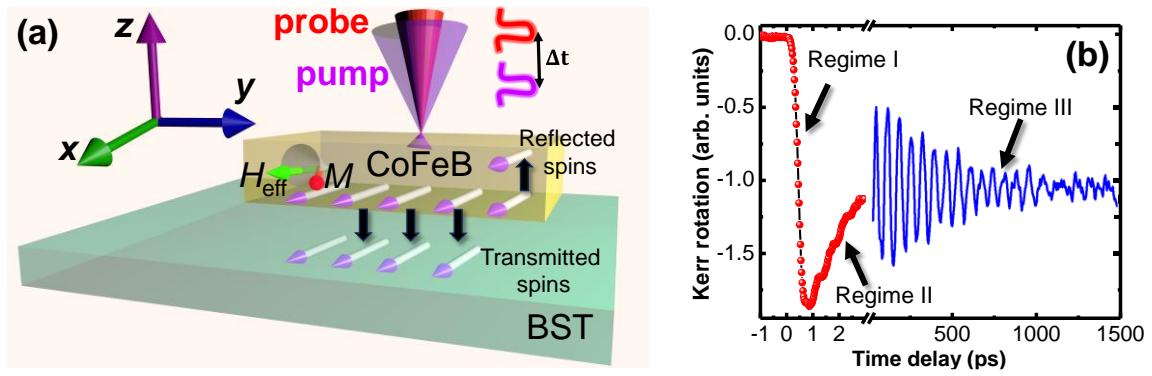 (a)
z
y
x
probe
pump
Δt
Reflected
spins
CoFeB
H_eff
M
Transmitted
spins
BST
(b)
Kerr rotation (arb. units)
0.0
-0.5
-1.0
-1.5
Regime I
Regime III
Regime II
-1 0 1 2 500 1000 1500
Time delay (ps)